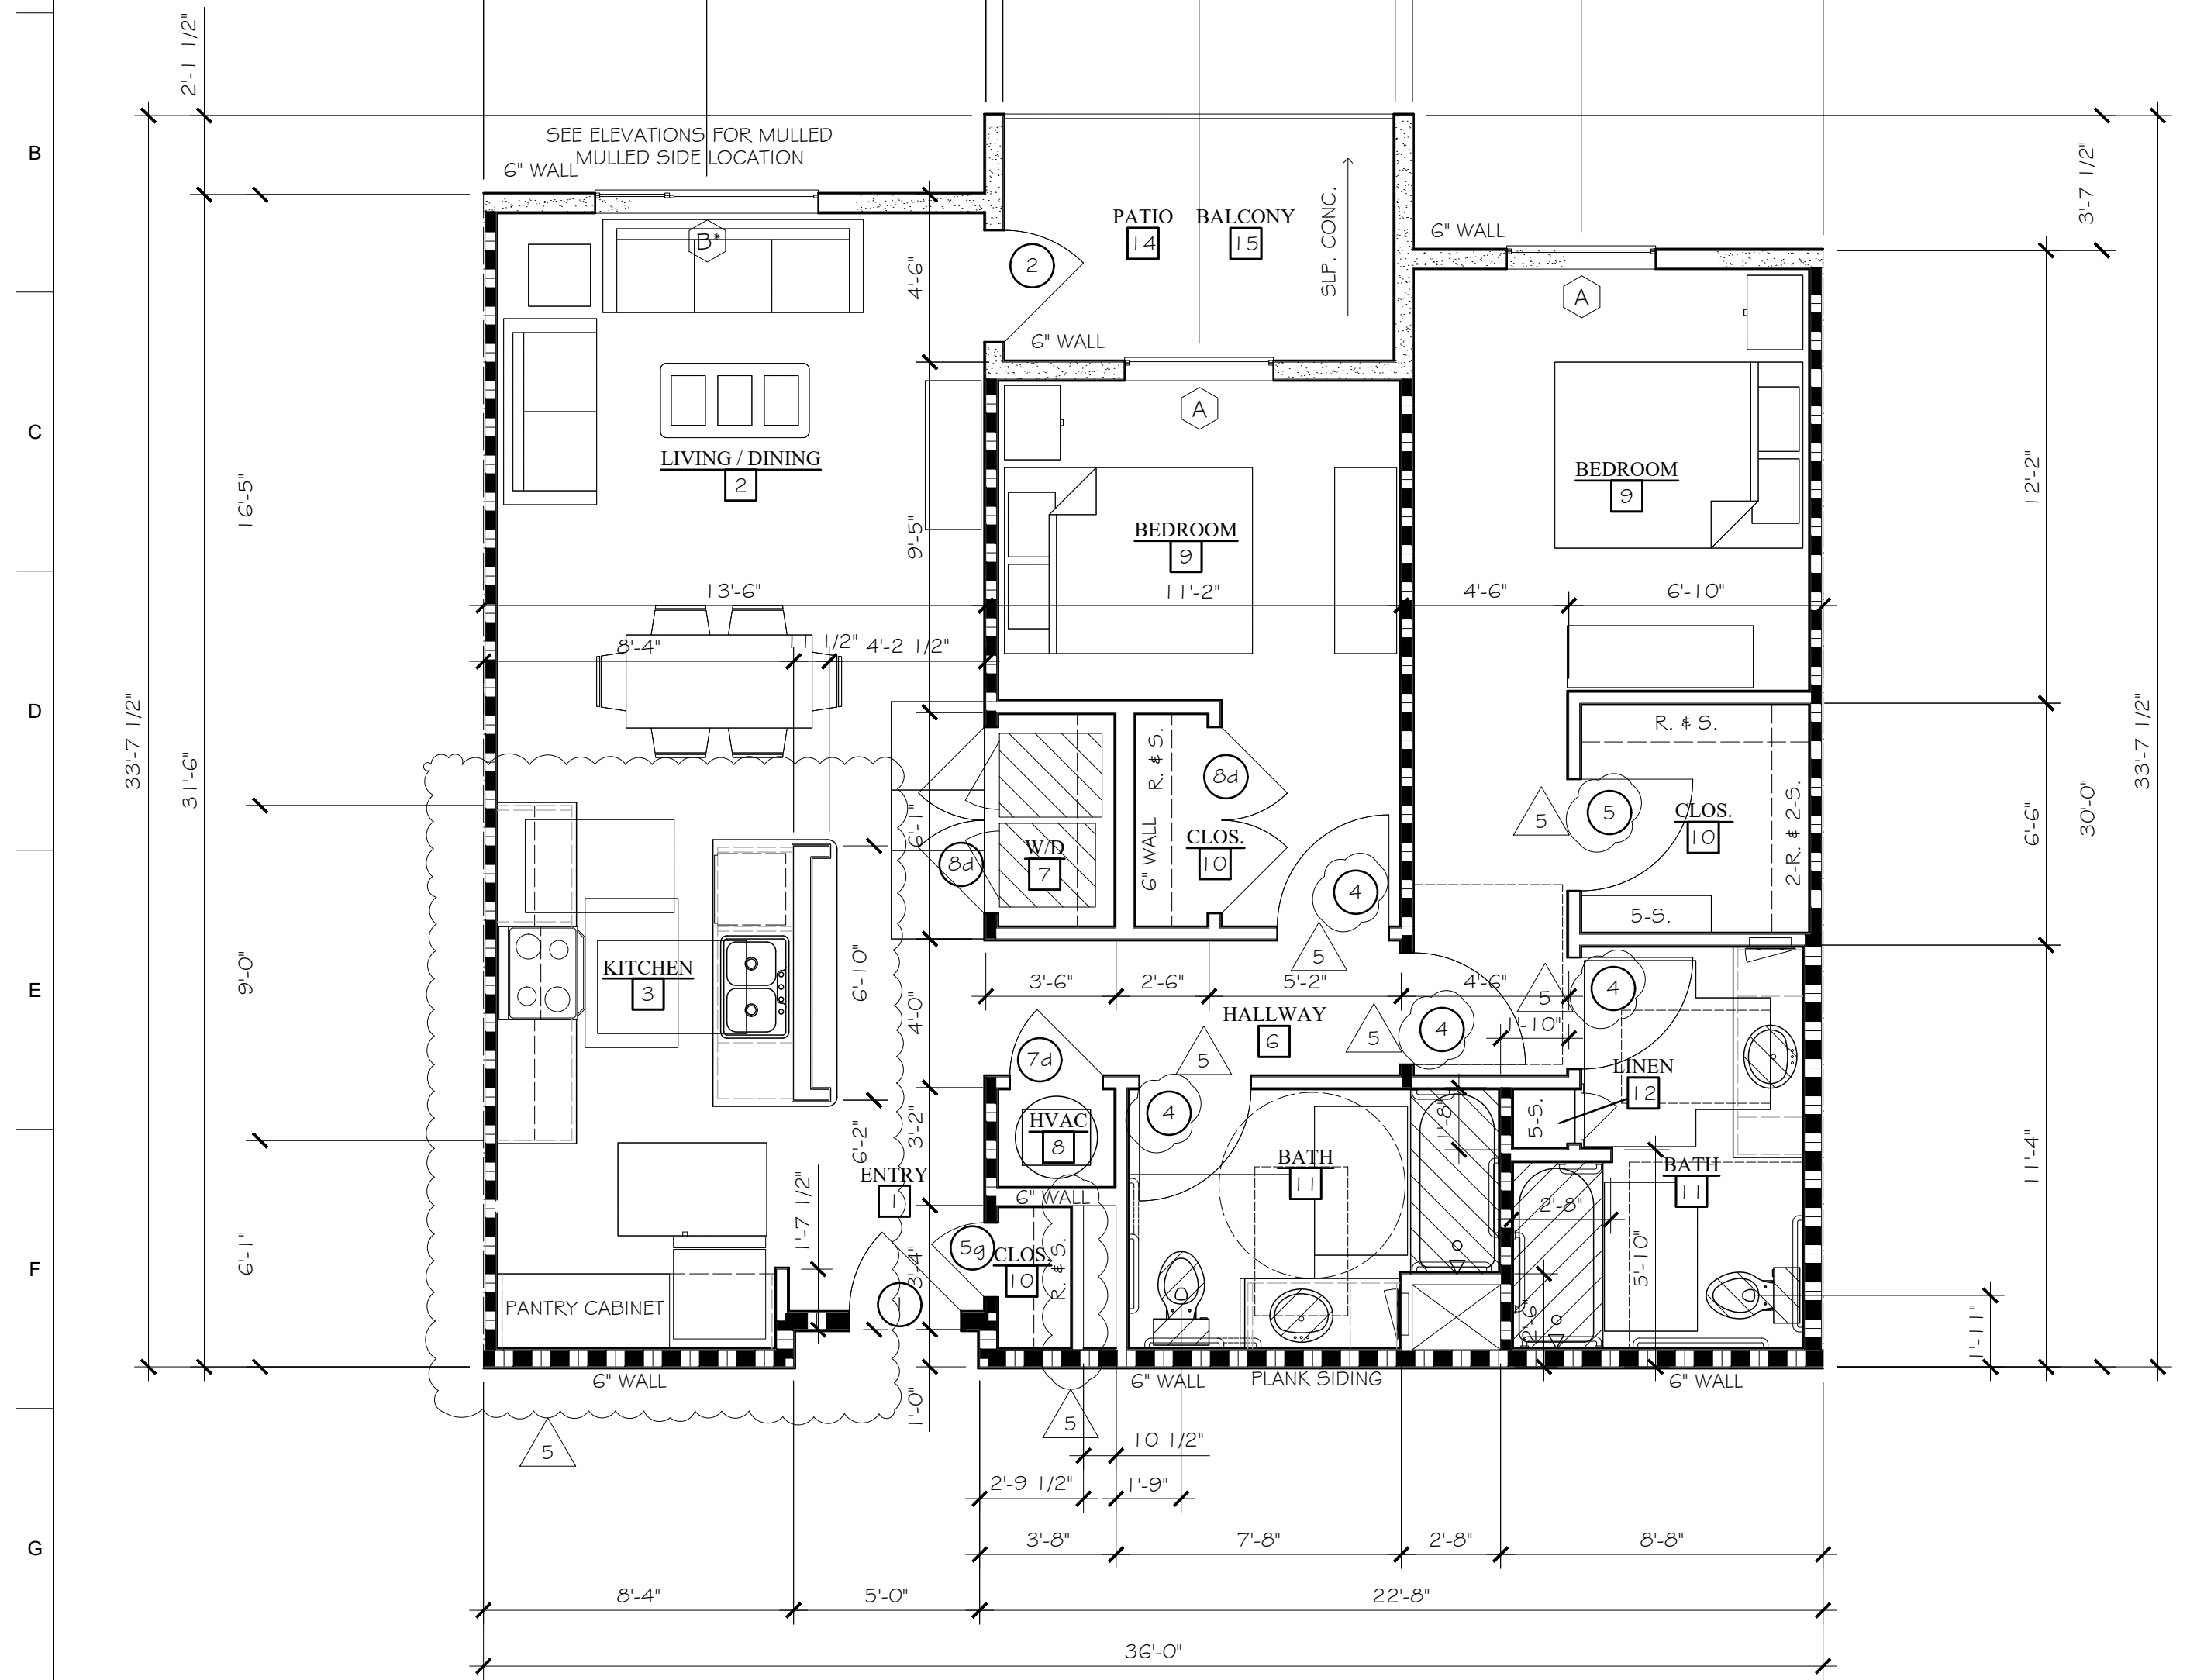 2'-1 1/2"
B
SEE ELEVATIONS FOR MULLED
MULLED SIDE LOCATION
6" WALL
3'-7 1/2"
PATIO
14
BALCONY
15
SLP. CONC.
6" WALL
B*
2
4'-6"
6" WALL
A
A
C
LIVING / DINING
2
16'-5"
9'-5"
BEDROOM
9
BEDROOM
9
12'-2"
13'-6"
11'-2"
4'-6"
6'-10"
8'-4"
1/2"
4'-2 1/2"
D
33'-7 1/2"
31'-6"
33'-7 1/2"
30'-0"
R. & S.
R. & S.
8d
5
5
CLOS.
10
2-R. & 2-S.
6'-6"
6'-1"
8d
W/D
7
6" WALL
CLOS.
10
4
5
5-S.
E
9'-0"
KITCHEN
3
6'-10"
4'-0"
3'-6"
2'-6"
5'-2"
4'-6"
5
4
HALLWAY
6
1'-10"
5
4
5
7d
LINEN
12
5-S.
4
1'-8"
HVAC
8
3'-2"
6'-2"
F
6'-1"
ENTRY
1
1'-7 1/2"
6" WALL
BATH
11
BATH
11
2'-8"
5'-10"
11'-4"
5g
CLOS.
10
R. & S.
3'-4"
1
PANTRY CABINET
2'-6"
1'-11"
6" WALL
6" WALL
PLANK SIDING
6" WALL
1'-0"
5
5
10 1/2"
2'-9 1/2"
1'-9"
G
3'-8"
7'-8"
2'-8"
8'-8"
8'-4"
5'-0"
22'-8"
36'-0"